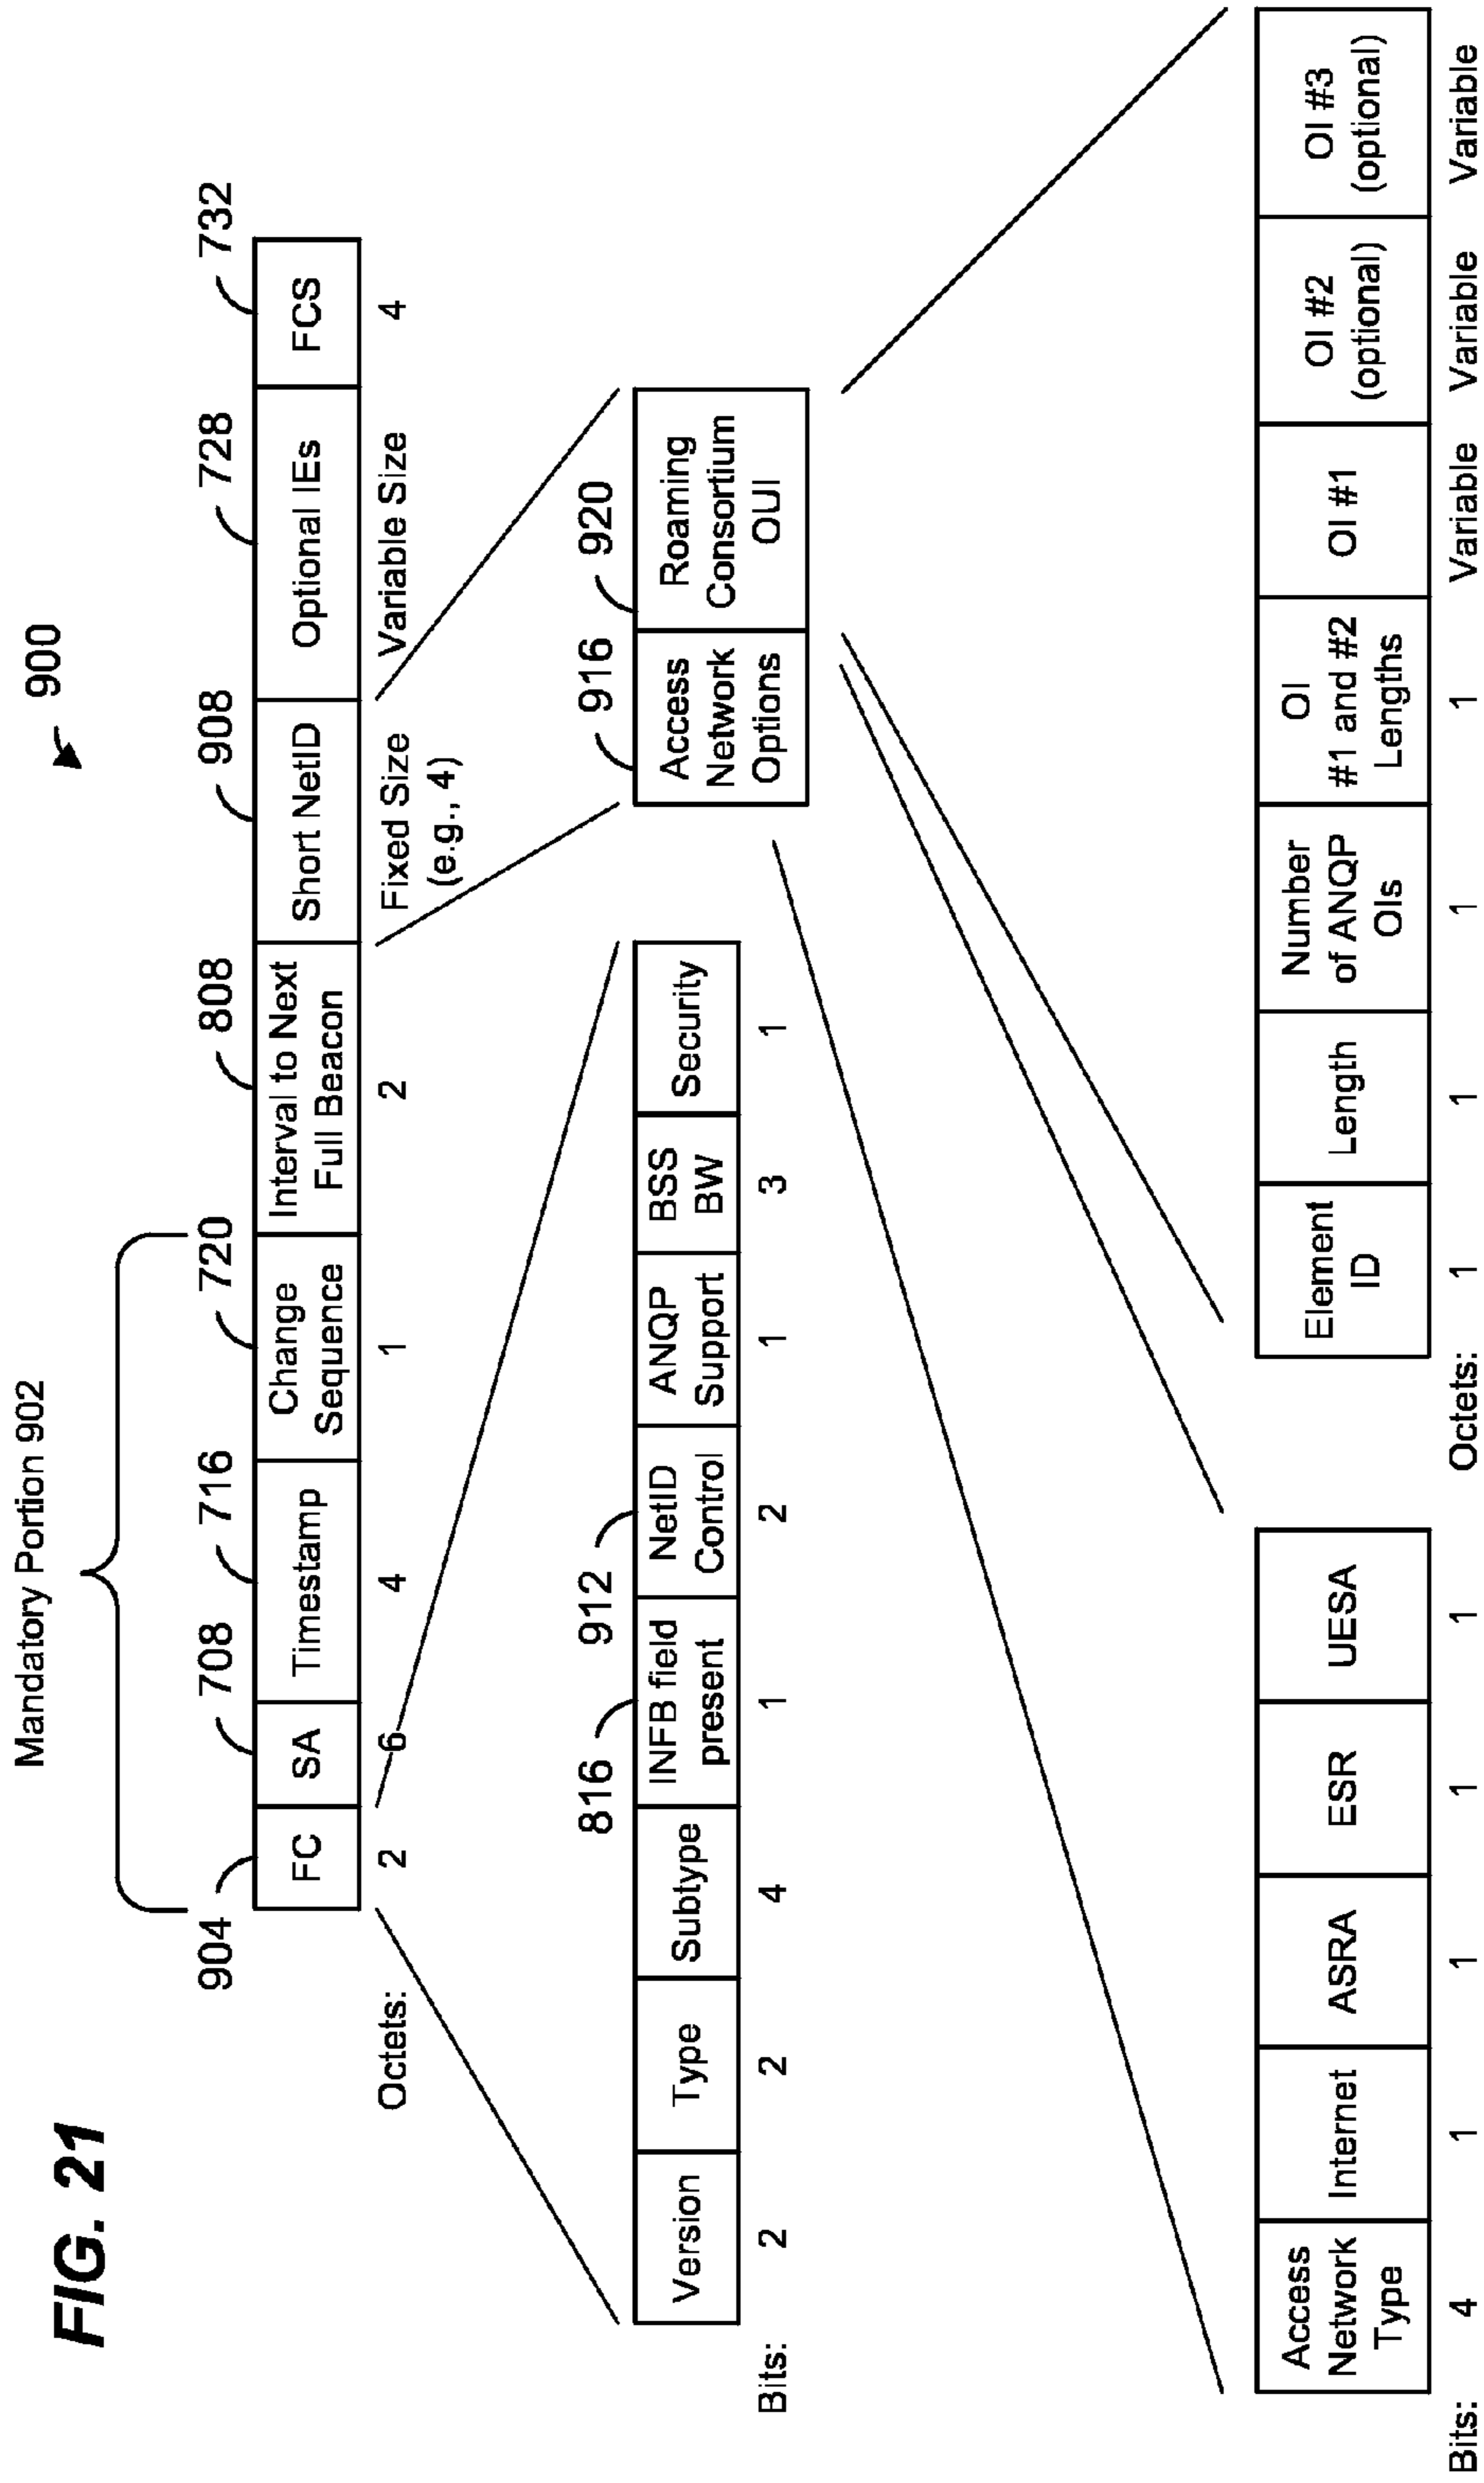 FIG. 21
900
Mandatory Portion 902
904
708
716
720
808
908
728
732
FC
SA
Timestamp
Change
Sequence
Interval to Next
Full Beacon
Short NetID
Optional IEs
FCS
Octets:
2
6
4
1
2
Fixed Size
(e.g., 4)
Variable Size
4
816
912
916
920
Version
Type
Subtype
INFB field
present
NetID
Control
ANQP
Support
BSS
BW
Security
Bits:
2
2
4
1
2
1
3
1
Access
Network
Options
Roaming
Consortium
OUI
Access
Network
Type
Internet
ASRA
ESR
UESA
Bits:
4
1
1
1
1
Element
ID
Length
Number
of ANQP
OIs
OI
#1 and #2
Lengths
OI #1
OI #2
(optional)
OI #3
(optional)
Octets:
1
1
1
1
Variable
Variable
Variable